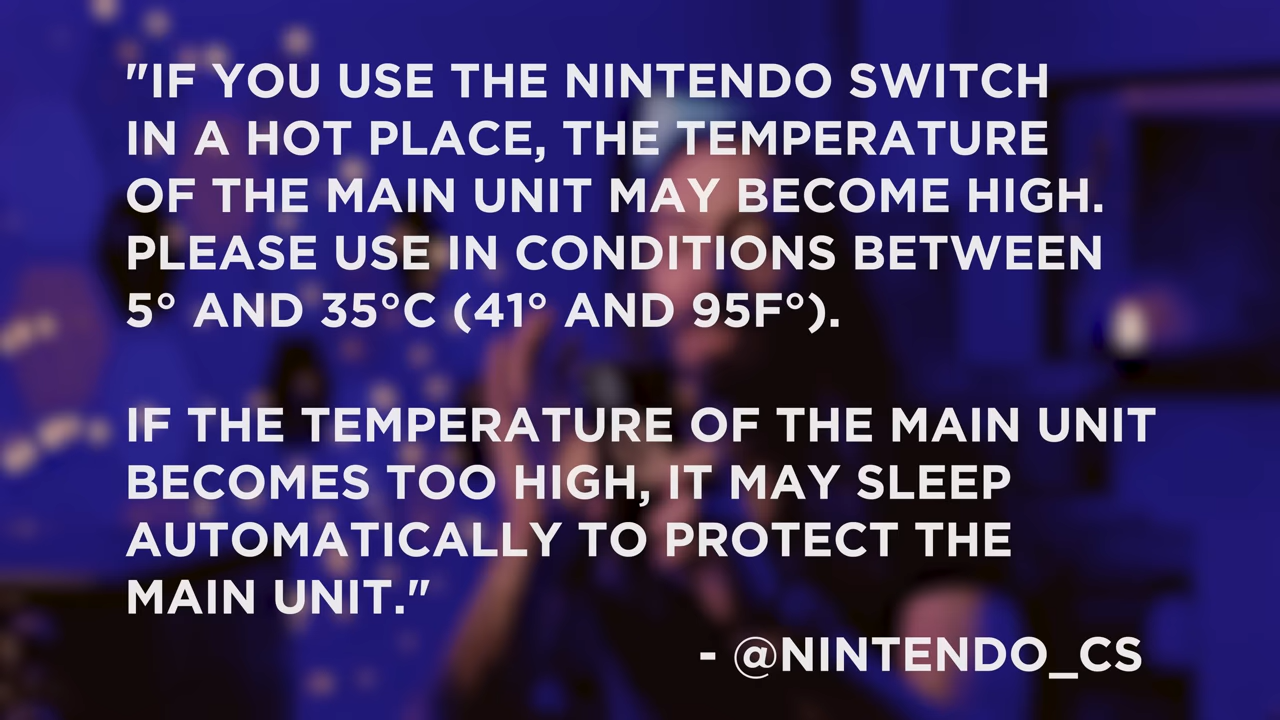 "IF YOU USE THE NINTENDO SWITCH
IN A HOT PLACE, THE TEMPERATURE
OF THE MAIN UNIT MAY BECOME HIGH.
PLEASE USE IN CONDITIONS BETWEEN
5° AND 35°C (41° AND 95F°).
IF THE TEMPERATURE OF THE MAIN UNIT
BECOMES TOO HIGH, IT MAY SLEEP
AUTOMATICALLY TO PROTECT THE
MAIN UNIT."
- @NINTENDO_CS